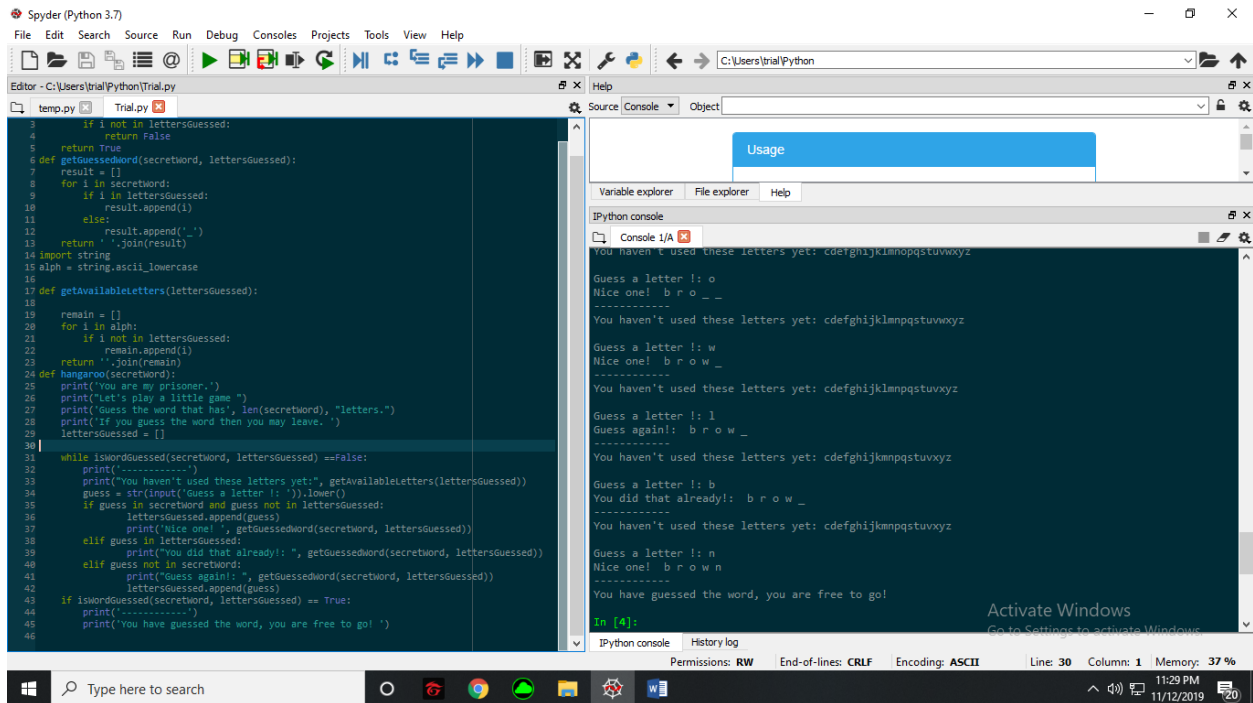 Spyder (Python 3.7)
File Edit Search Source Run Debug Consoles Projects Tools View Help
C:\Users\trial\Python
Editor - C:\Users\trial\Python\Trial.py
temp.py Trial.py
3 if i not in lettersGuessed:
4 return False
5 return True
6 def getGuessedWord(secretWord, lettersGuessed):
7 result = []
8 for i in secretWord:
9 if i in lettersGuessed:
10 result.append(i)
11 else:
12 result.append('_')
13 return ' '.join(result)
14 import string
15 alph = string.ascii_lowercase
16
17 def getAvailableLetters(lettersGuessed):
18
19 remain = []
20 for i in alph:
21 if i not in lettersGuessed:
22 remain.append(i)
23 return ''.join(remain)
24 def hangaroo(secretWord):
25 print('You are my prisoner.')
26 print("Let's play a little game ")
27 print('Guess the word that has', len(secretWord), "letters.")
28 print('If you guess the word then you may leave. ')
29 lettersGuessed = []
30
31 while isWordGuessed(secretWord, lettersGuessed) ==False:
32 print('------------')
33 print("You haven't used these letters yet:", getAvailableLetters(lettersGuessed))
34 guess = str(input('Guess a letter !: ')).lower()
35 if guess in secretWord and guess not in lettersGuessed:
36 lettersGuessed.append(guess)
37 print('Nice one! ', getGuessedWord(secretWord, lettersGuessed))
38 elif guess in lettersGuessed:
39 print("You did that already!: ", getGuessedWord(secretWord, lettersGuessed))
40 elif guess not in secretWord:
41 print("Guess again!: ", getGuessedWord(secretWord, lettersGuessed))
42 lettersGuessed.append(guess)
43 if isWordGuessed(secretWord, lettersGuessed) == True:
44 print('------------')
45 print('You have guessed the word, you are free to go! ')
46
Help
Source Console Object
Usage
Variable explorer File explorer Help
IPython console
Console 1/A
You haven't used these letters yet: cdefghijklmnopqstuvwxyz
Guess a letter !: o
Nice one! b r o _ _
------------
You haven't used these letters yet: cdefghijklmnpqstuvwxyz
Guess a letter !: w
Nice one! b r o w _
------------
You haven't used these letters yet: cdefghijklmnpqstuvxyz
Guess a letter !: l
Guess again!: b r o w _
------------
You haven't used these letters yet: cdefghijkmnpqstuvxyz
Guess a letter !: b
You did that already!: b r o w _
------------
You haven't used these letters yet: cdefghijkmnpqstuvxyz
Guess a letter !: n
Nice one! b r o w n
------------
You have guessed the word, you are free to go!
In [4]:
Activate Windows
Go to Settings to activate Windows.
IPython console History log
Permissions: RW End-of-lines: CRLF Encoding: ASCII Line: 30 Column: 1 Memory: 37 %
Type here to search
11:29 PM
11/12/2019
20